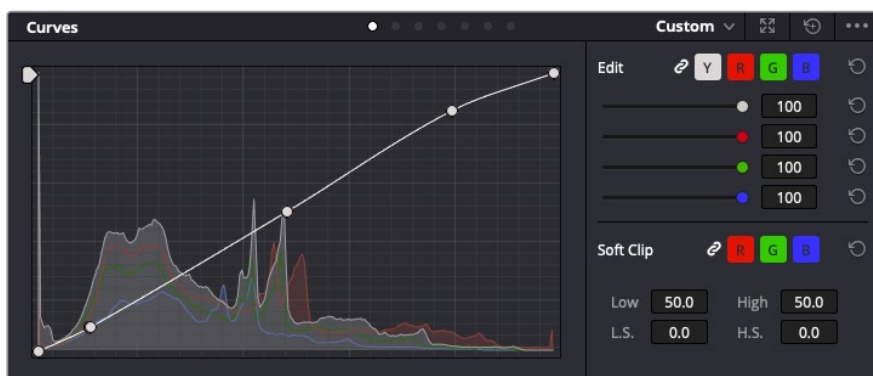 Curves Custom
Edit Y R G B
100
100
100
100
Soft Clip R G B
Low 50.0 High 50.0
L.S. 0.0 H.S. 0.0